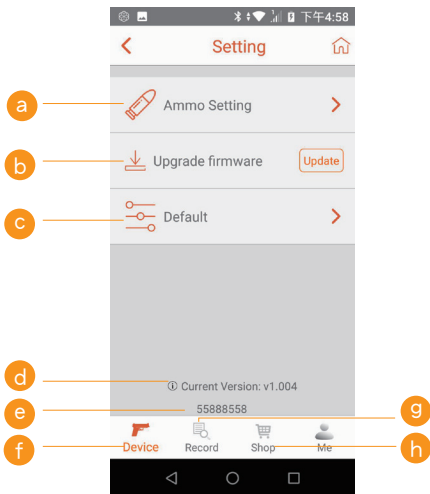 下午4:58
Setting
a
Ammo Setting
b
Upgrade firmware
Update
c
Default
d
Current Version: v1.004
e
55888558
g
f
Device
Record
Shop
Me
h